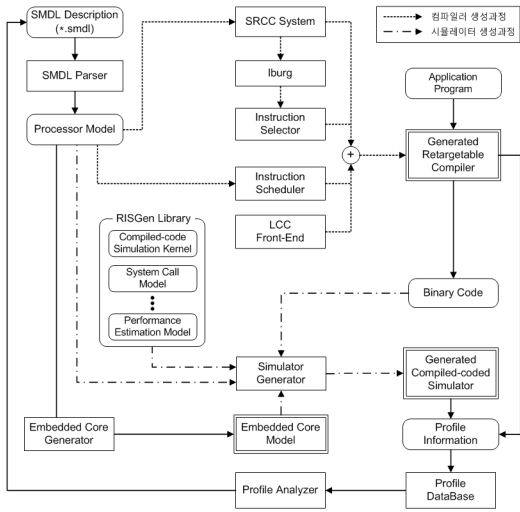 SMDL Description
(*.smdl)
SRCC System
컴파일러 생성과정
시뮬레이터 생성과정
SMDL Parser
Iburg
Application
Program
Processor Model
Instruction
Selector
+
Generated
Retargetable
Compiler
Instruction
Scheduler
RISGen Library
LCC
Front-End
Compiled-code
Simulation Kernel
System Call
Model
Binary Code
Performance
Estimation Model
Simulator
Generator
Generated
Compiled-coded
Simulator
Embedded Core
Generator
Embedded Core
Model
Profile
Information
Profile Analyzer
Profile
DataBase